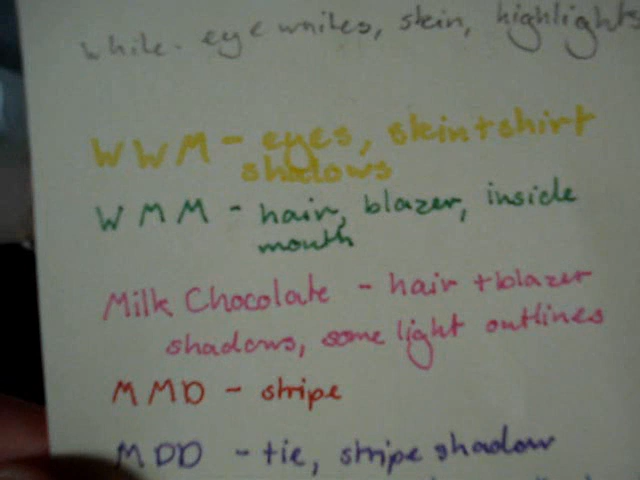 white - eye whites, skin, highlights
WWM - eyes, skin + shirt
shadows
WMM - hair, blazer, inside
mouth
Milk Chocolate - hair + blazer
shadows, some light outlines
MMD - stripe
MDD - tie, stripe shadow